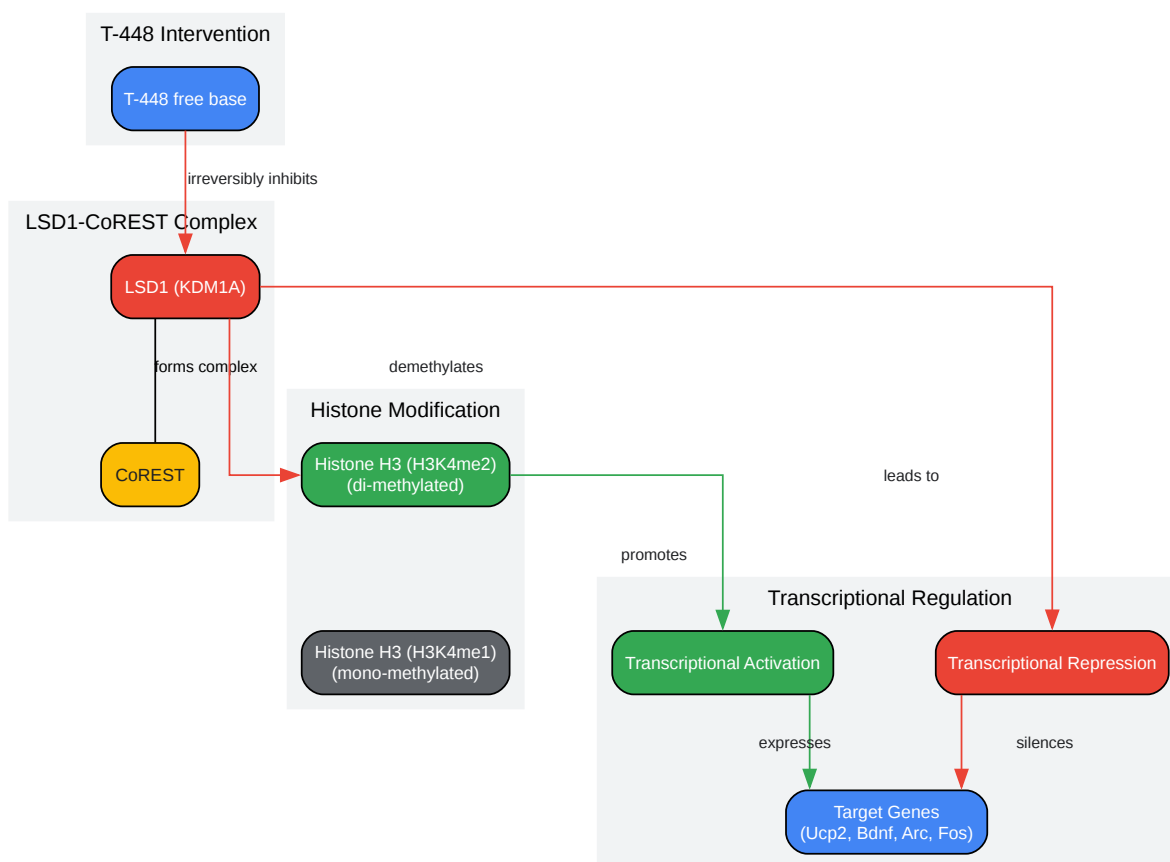 T-448 Intervention
T-448 free base
irreversibly inhibits
LSD1-CoREST Complex
LSD1 (KDM1A)
forms complex
demethylates
Histone Modification
CoREST
Histone H3 (H3K4me2)
(di-methylated)
leads to
promotes
Transcriptional Regulation
Histone H3 (H3K4me1)
(mono-methylated)
Transcriptional Activation
Transcriptional Repression
expresses
silences
Target Genes
(Ucp2, Bdnf, Arc, Fos)